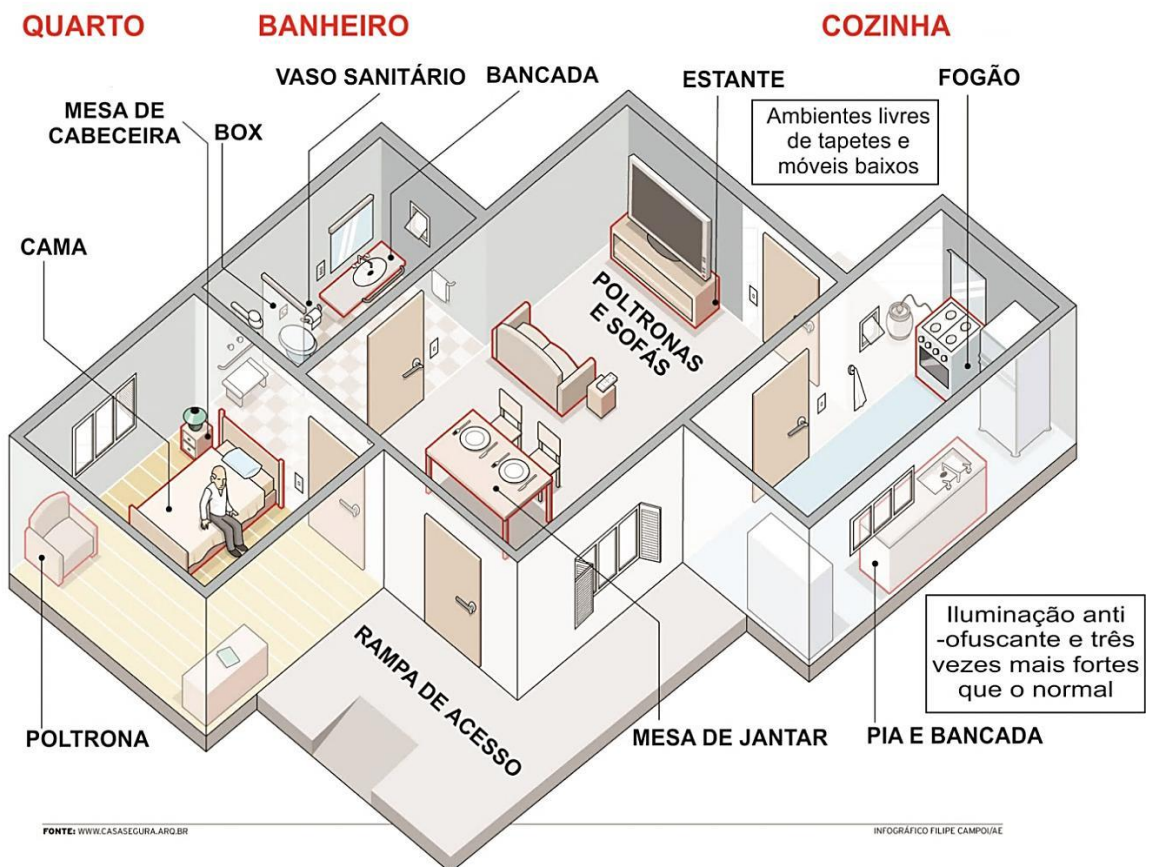 QUARTO
BANHEIRO
COZINHA
VASO SANITÁRIO
BANCADA
ESTANTE
FOGÃO
MESA DE
CABECEIRA
BOX
Ambientes livres
de tapetes e
móveis baixos
CAMA
POLTRONAS
E SOFÁS
RAMPA DE ACESSO
Iluminação anti
-ofuscante e três
vezes mais fortes
que o normal
POLTRONA
MESA DE JANTAR
PIA E BANCADA
FONTE: WWW.CASASEGURA.ARQ.BR
INFOGRÁFICO FILIPE CAMPOI/AE